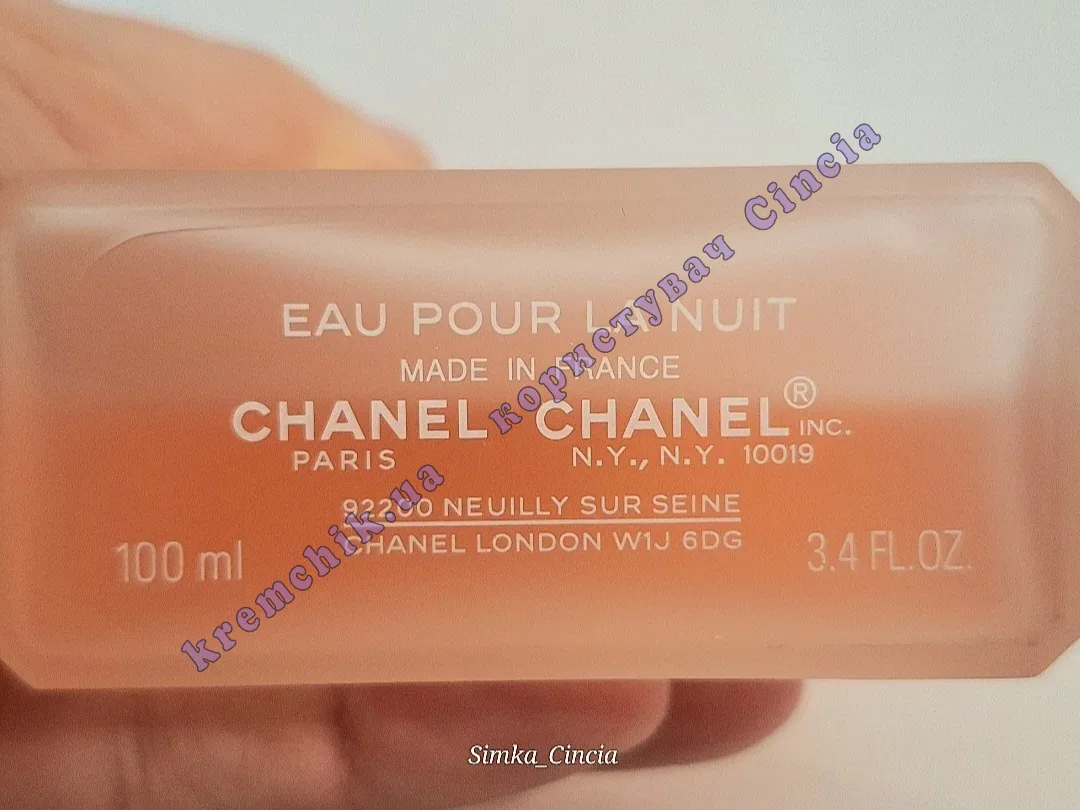 EAU POUR LA NUIT
MADE IN FRANCE
CHANEL CHANEL® INC.
PARIS N.Y., N.Y. 10019
92200 NEUILLY SUR SEINE
CHANEL LONDON W1J 6DG
100 ml 3.4 FL.OZ.
kremchik.ua користувач Cincia
Simka_Cincia